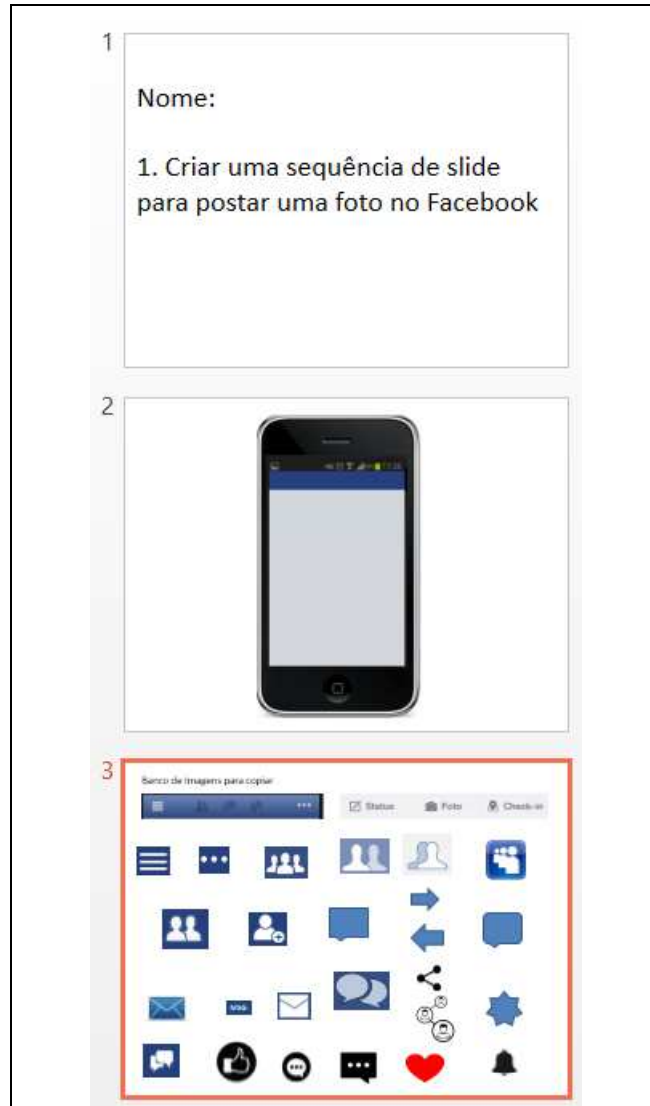 1
Nome:
1. Criar uma sequência de slide
para postar uma foto no Facebook
2
3
Banco de Imagens para copiar
Status Foto Check-in